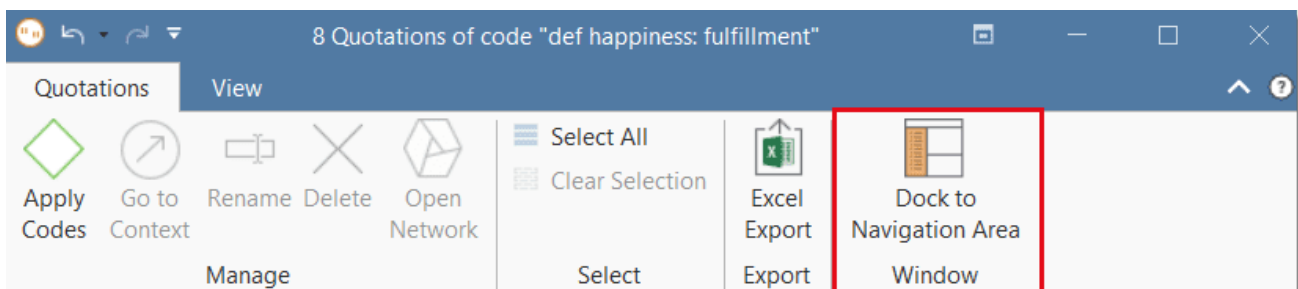 8 Quotations of code "def happiness: fulfillment"
Quotations View
Select All
Clear Selection
Apply Codes
Go to Context
Rename
Delete
Open Network
Excel Export
Dock to Navigation Area
Manage Select Export Window